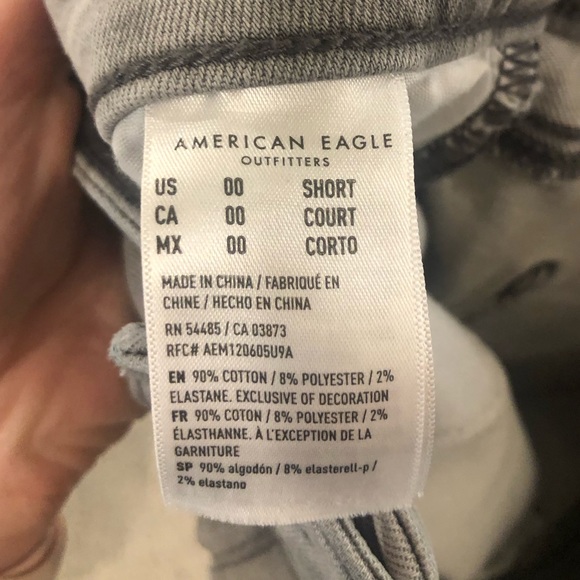 AMERICAN EAGLE
OUTFITTERS
US 00 SHORT
CA 00 COURT
MX 00 CORTO
MADE IN CHINA / FABRIQUÉ EN
CHINE / HECHO EN CHINA
RN 54485 / CA 03873
RFC# AEM120605U9A
EN 90% COTTON / 8% POLYESTER / 2%
ELASTANE. EXCLUSIVE OF DECORATION
FR 90% COTON / 8% POLYESTER / 2%
ÉLASTHANNE. À L'EXCEPTION DE LA
GARNITURE
SP 90% algodón / 8% elasterell-p /
2% elastano